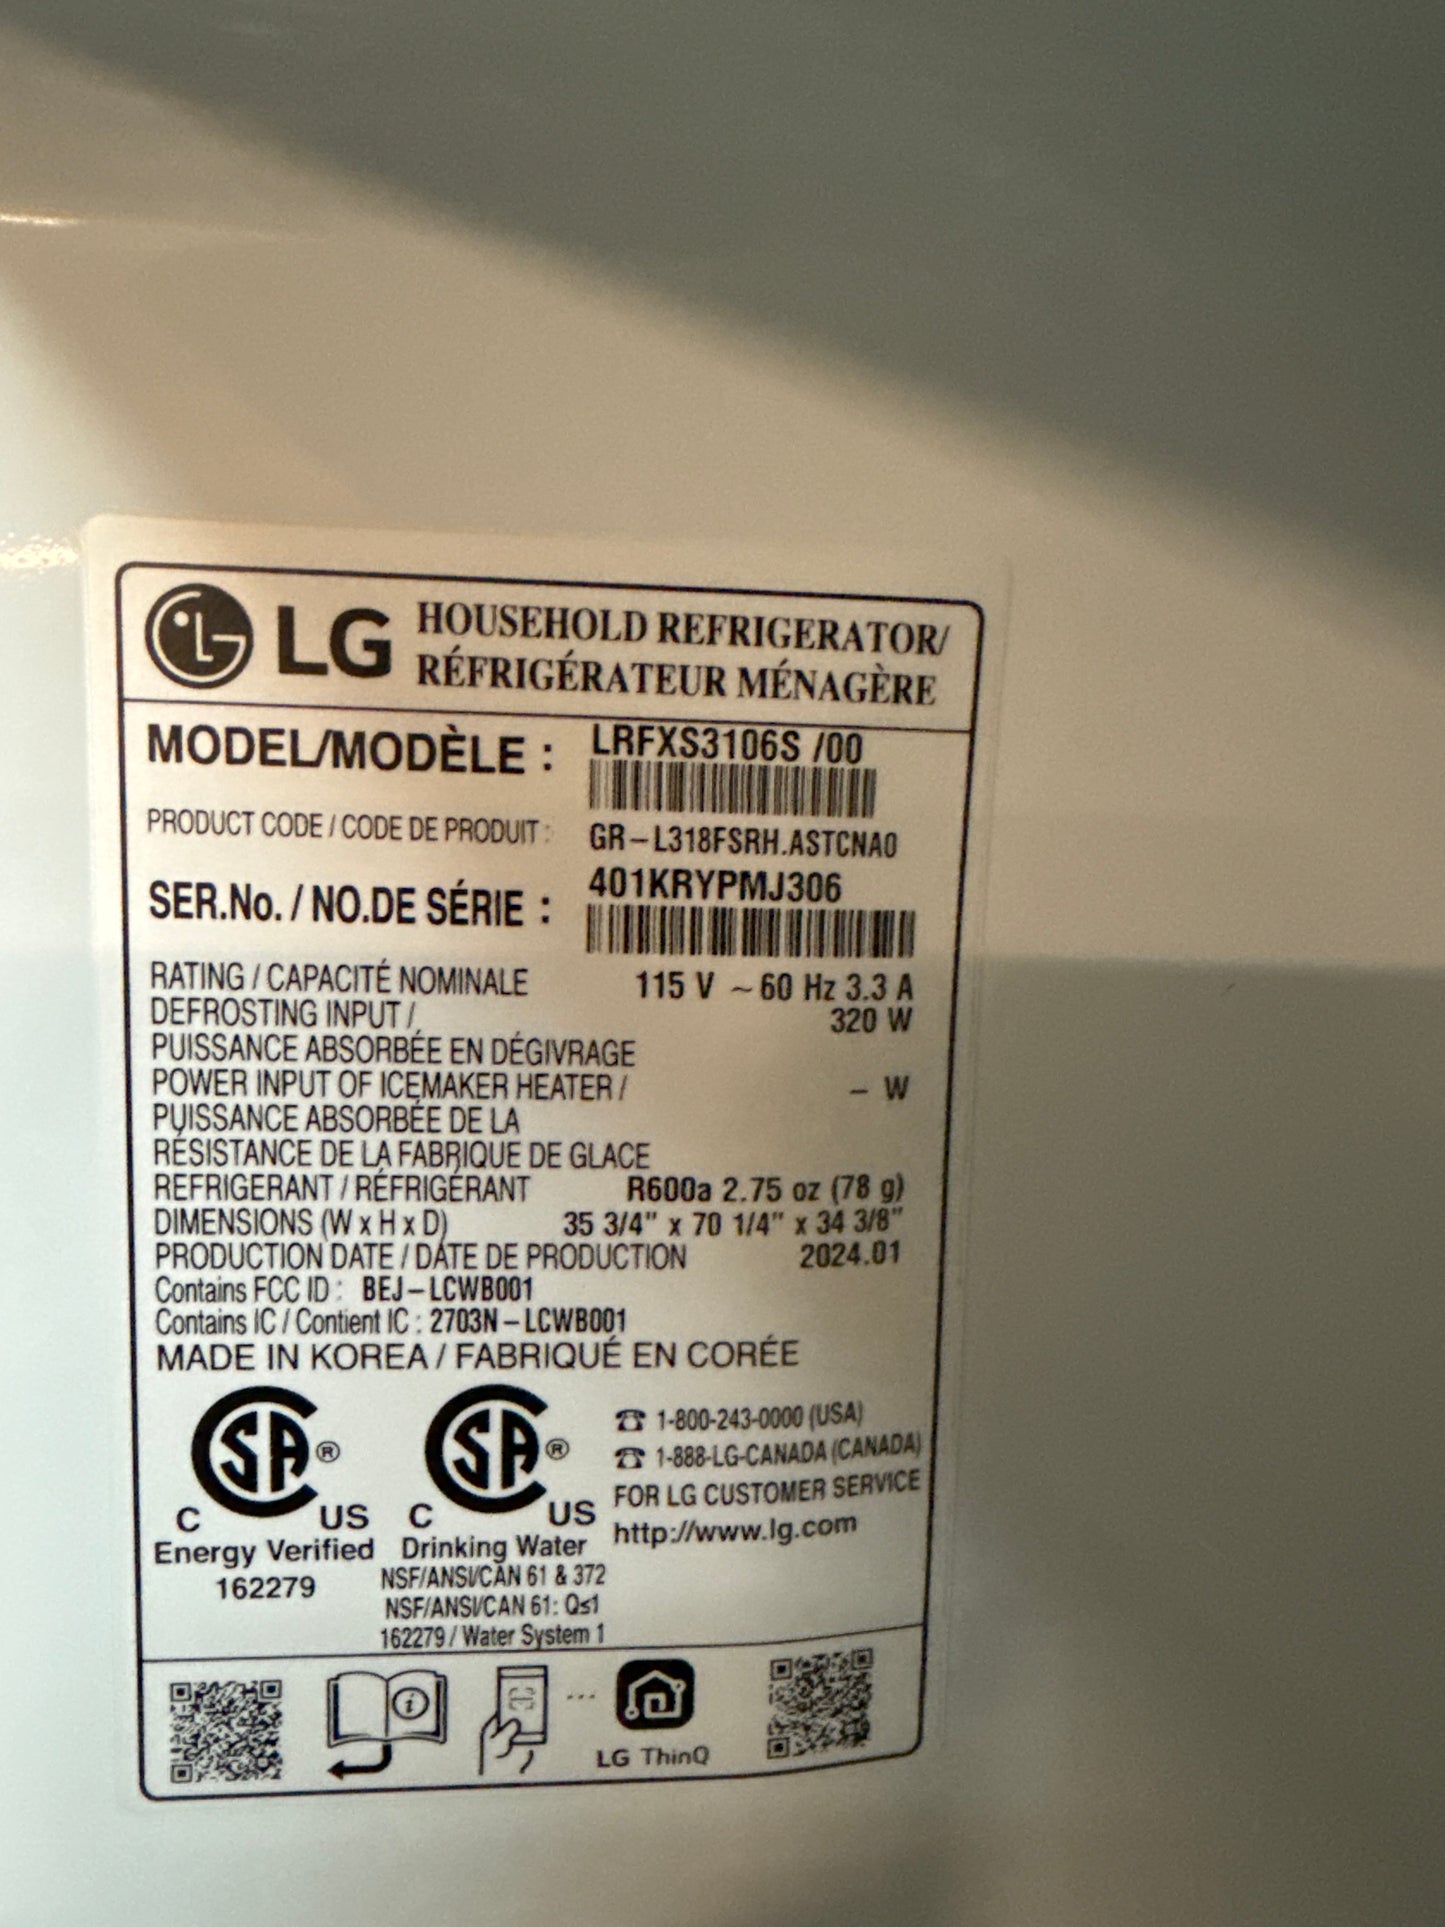 LG HOUSEHOLD REFRIGERATOR/
RÉFRIGÉRATEUR MÉNAGÈRE
MODEL/MODÈLE : LRFXS3106S /00
PRODUCT CODE / CODE DE PRODUIT : GR-L318FSRH.ASTCNA0
SER.No. / NO.DE SÉRIE : 401KRYPMJ306
RATING / CAPACITÉ NOMINALE 115 V ~ 60 Hz 3.3 A
DEFROSTING INPUT / 320 W
PUISSANCE ABSORBÉE EN DÉGIVRAGE
POWER INPUT OF ICEMAKER HEATER / – W
PUISSANCE ABSORBÉE DE LA
RÉSISTANCE DE LA FABRIQUE DE GLACE
REFRIGERANT / RÉFRIGÉRANT R600a 2.75 oz (78 g)
DIMENSIONS (W x H x D) 35 3/4" x 70 1/4" x 34 3/8"
PRODUCTION DATE / DATE DE PRODUCTION 2024.01
Contains FCC ID : BEJ-LCWB001
Contains IC / Contient IC : 2703N-LCWB001
MADE IN KOREA / FABRIQUÉ EN CORÉE
SA ®
C US
Energy Verified
162279
SA ®
C US
Drinking Water
NSF/ANSI/CAN 61 & 372
NSF/ANSI/CAN 61: Q≤1
162279 / Water System 1
☎ 1-800-243-0000 (USA)
☎ 1-888-LG-CANADA (CANADA)
FOR LG CUSTOMER SERVICE
http://www.lg.com
LG ThinQ